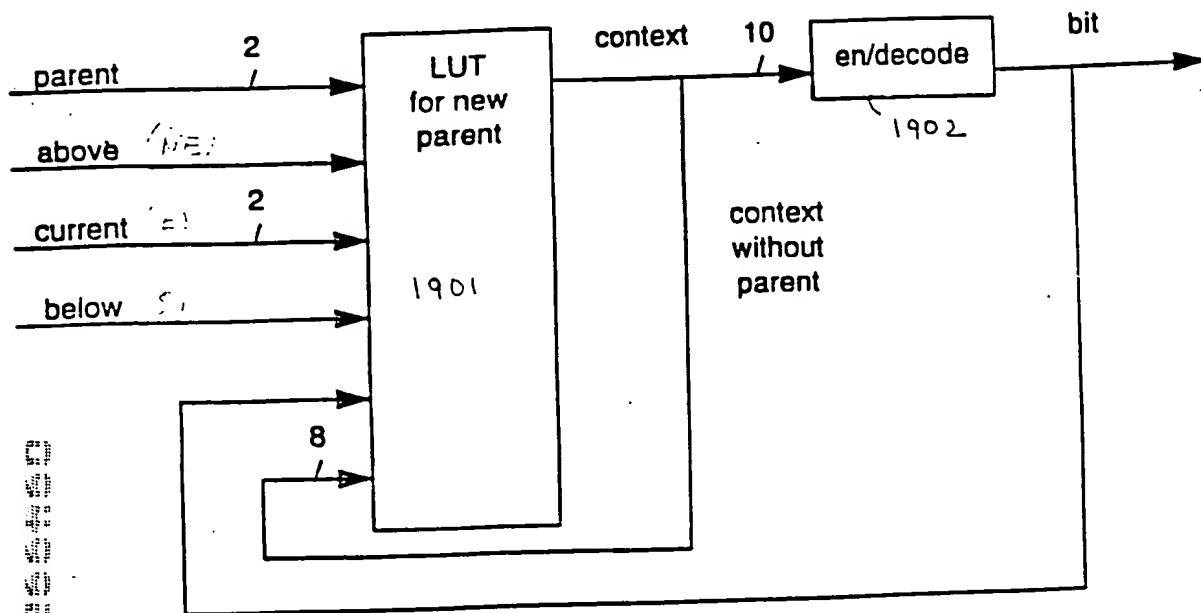 parent
2
above
current
2
below
8
LUT
for new
parent
1901
context
10
en/decode
1902
bit
context
without
parent